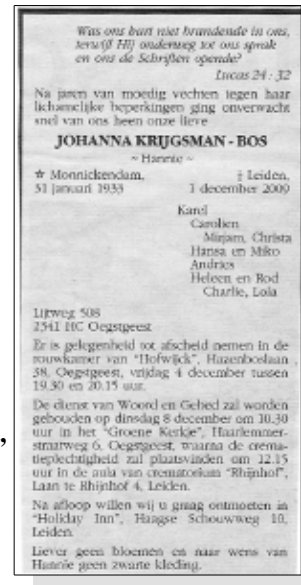 Was ons hart niet brandende in ons,
terwijl Hij onderweg tot ons sprak
en ons de Schriften opende?
Lucas 24 : 32
Na jaren van moedig vechten tegen haar
lichamelijke beperkingen ging onverwacht
snel van ons heen onze lieve
JOHANNA KRIJGSMAN - BOS
~ Hannie ~
☆ Monnickendam, ‡ Leiden,
31 januari 1933 1 december 2009
Karel
Carolien
Mirjam, Christa
Hansa en Miko
Andries
Heleen en Rod
Charlie, Lola
Lijtweg 508
2341 HC Oegstgeest
Er is gelegenheid tot afscheid nemen in de
rouwkamer van "Hofwijck", Hazenboslaan
38, Oegstgeest, vrijdag 4 december tussen
19.30 en 20.15 uur.
De dienst van Woord en Gebed zal worden
gehouden op dinsdag 8 december om 10.30
uur in het "Groene Kerkje", Haarlemmer-
straatweg 6, Oegstgeest, waarna de crema-
tieplechtigheid zal plaatsvinden om 12.15
uur in de aula van crematorium "Rhijnhof",
Laan te Rhijnhof 4, Leiden.
Na afloop willen wij u graag ontmoeten in
"Holiday Inn", Haagse Schouwweg 10,
Leiden.
Liever geen bloemen en naar wens van
Hannie geen zwarte kleding.
,